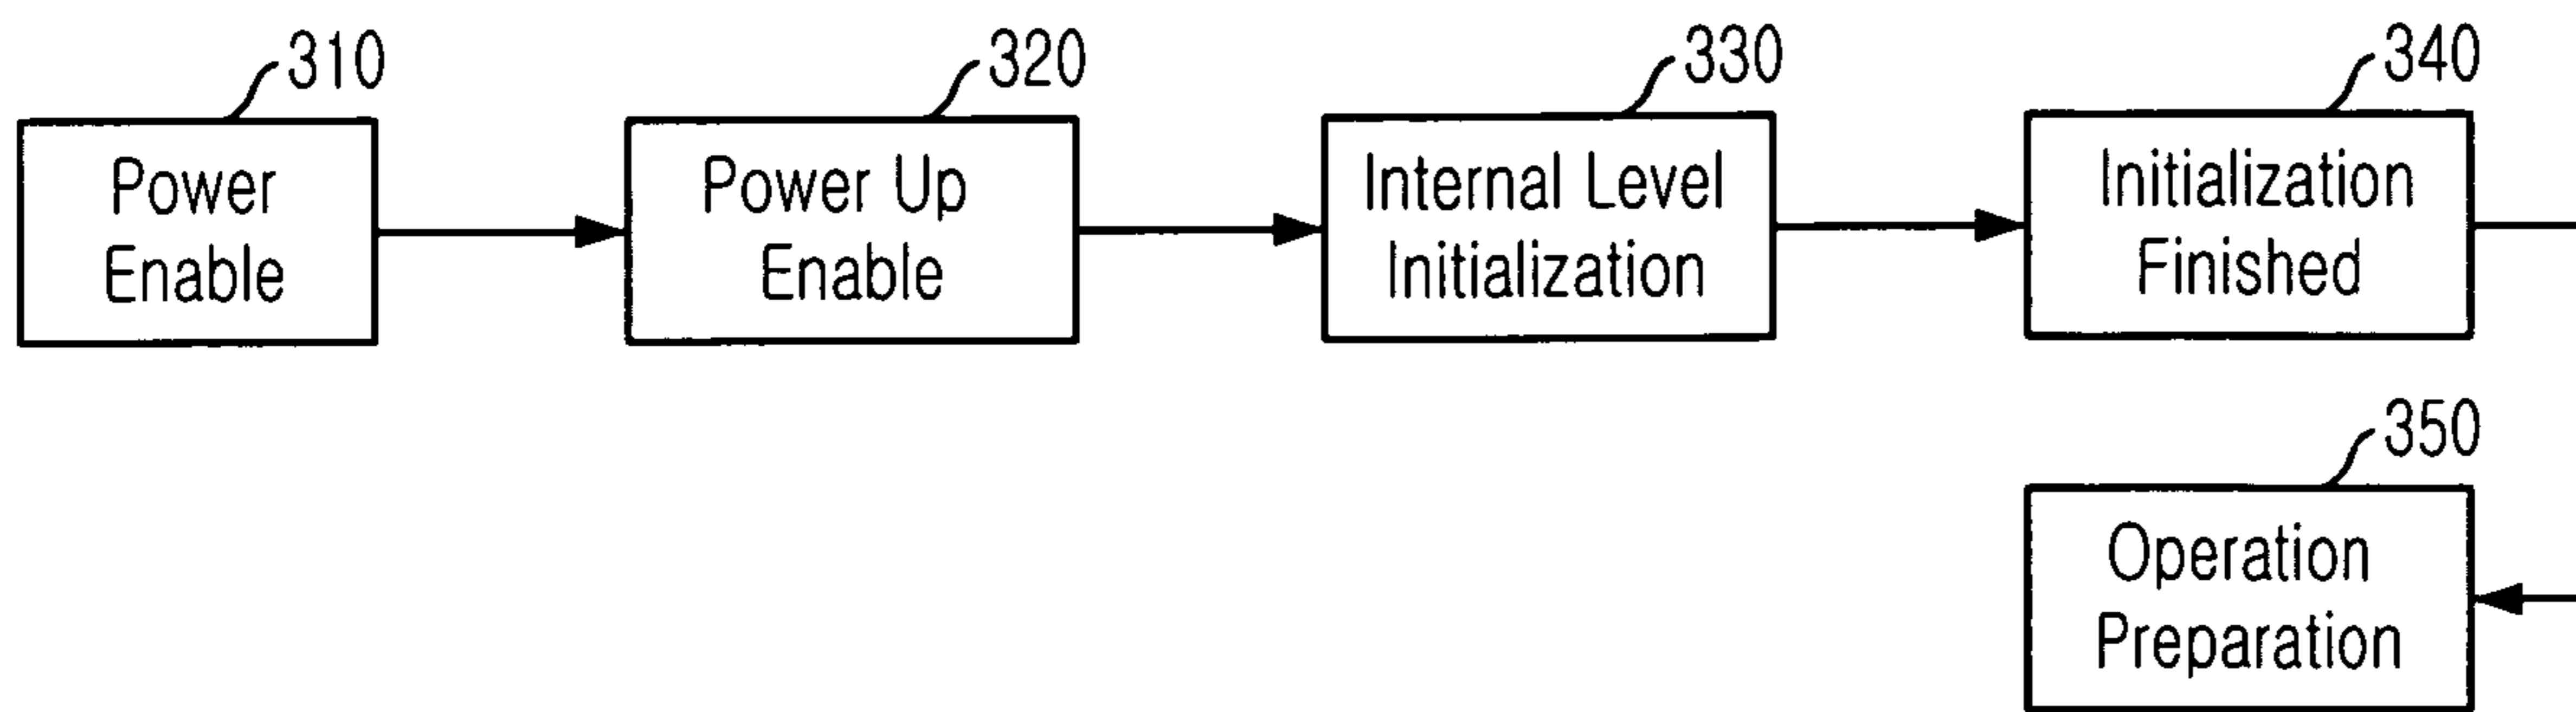 310
320
330
340
Power
Enable
Power Up
Enable
Internal Level
Initialization
Initialization
Finished
350
Operation
Preparation